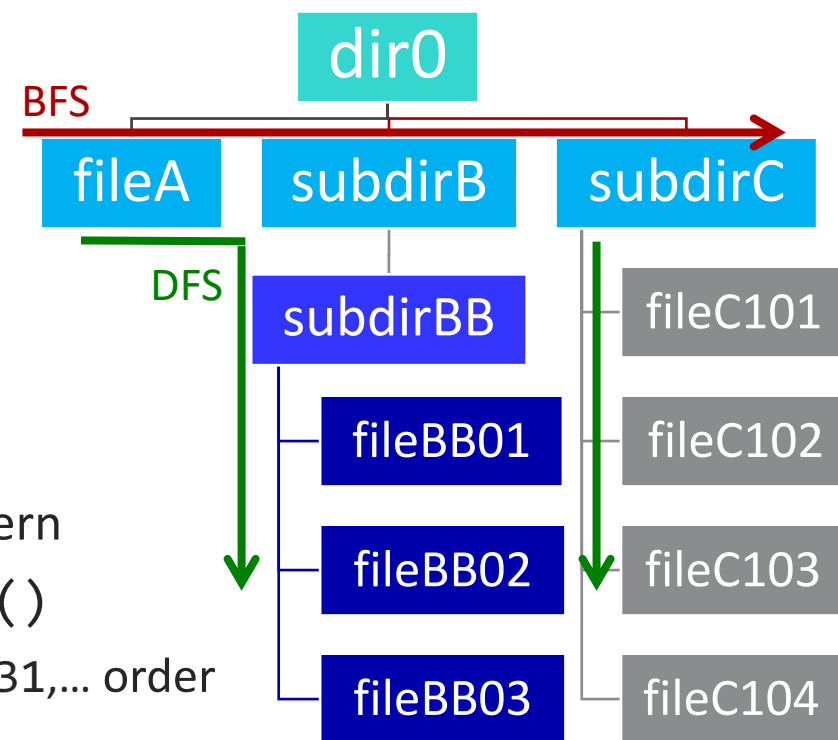 dir0
BFS
fileA
subdirB
subdirC
DFS
subdirBB
fileC101
fileBB01
fileC102
ern
fileBB02
fileC103
()
31,... order
fileBB03
fileC104